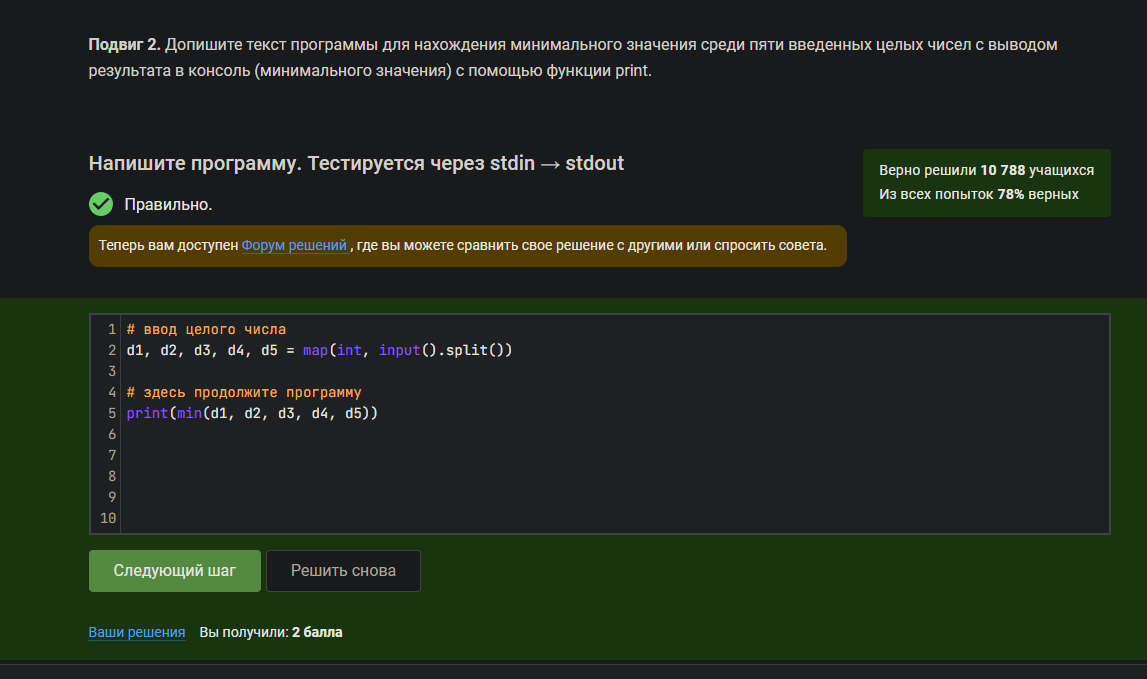 Подвиг 2. Допишите текст программы для нахождения минимального значения среди пяти введенных целых чисел с выводом
результата в консоль (минимального значения) с помощью функции print.
Напишите программу. Тестируется через stdin → stdout
Верно решили 10 788 учащихся
Из всех попыток 78% верных
Правильно.
Теперь вам доступен Форум решений , где вы можете сравнить свое решение с другими или спросить совета.
1 # ввод целого числа
2 d1, d2, d3, d4, d5 = map(int, input().split())
3
4 # здесь продолжите программу
5 print(min(d1, d2, d3, d4, d5))
6
7
8
9
10
Следующий шаг
Решить снова
Ваши решения Вы получили: 2 балла